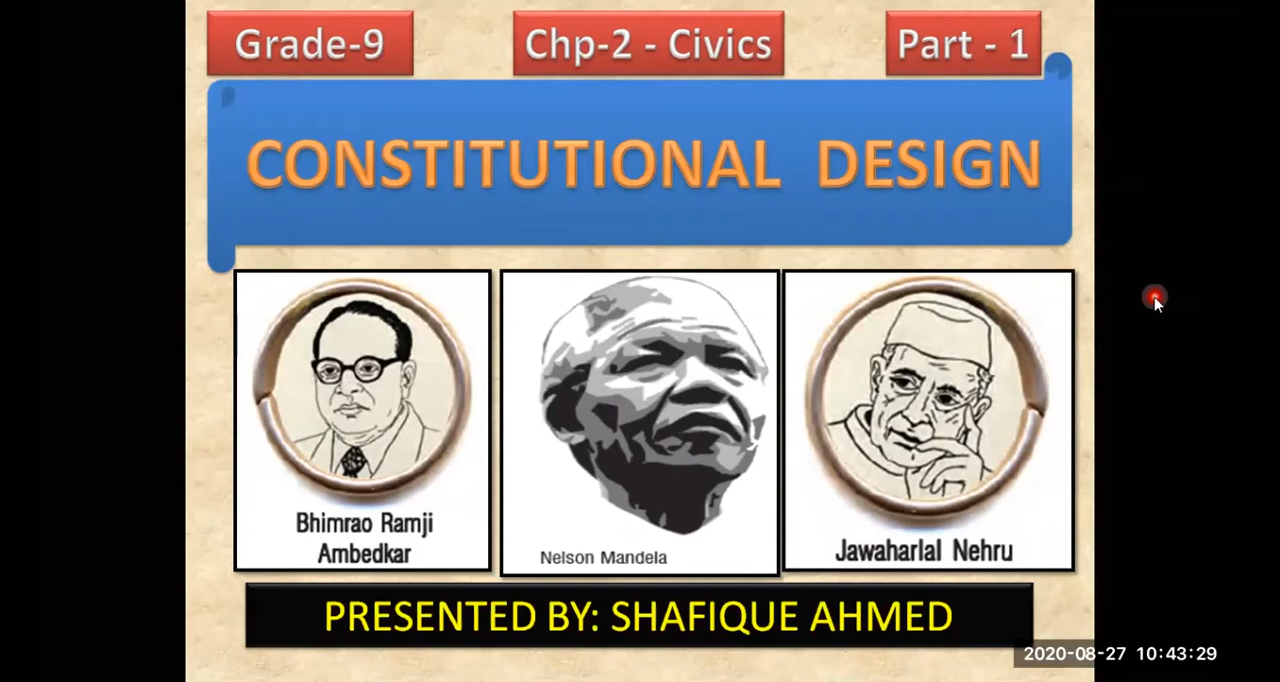 Grade-9
Chp-2 - Civics
Part - 1
CONSTITUTIONAL DESIGN
Bhimrao Ramji
Ambedkar
Nelson Mandela
Jawaharlal Nehru
PRESENTED BY: SHAFIQUE AHMED
2020-08-27 10:43:29